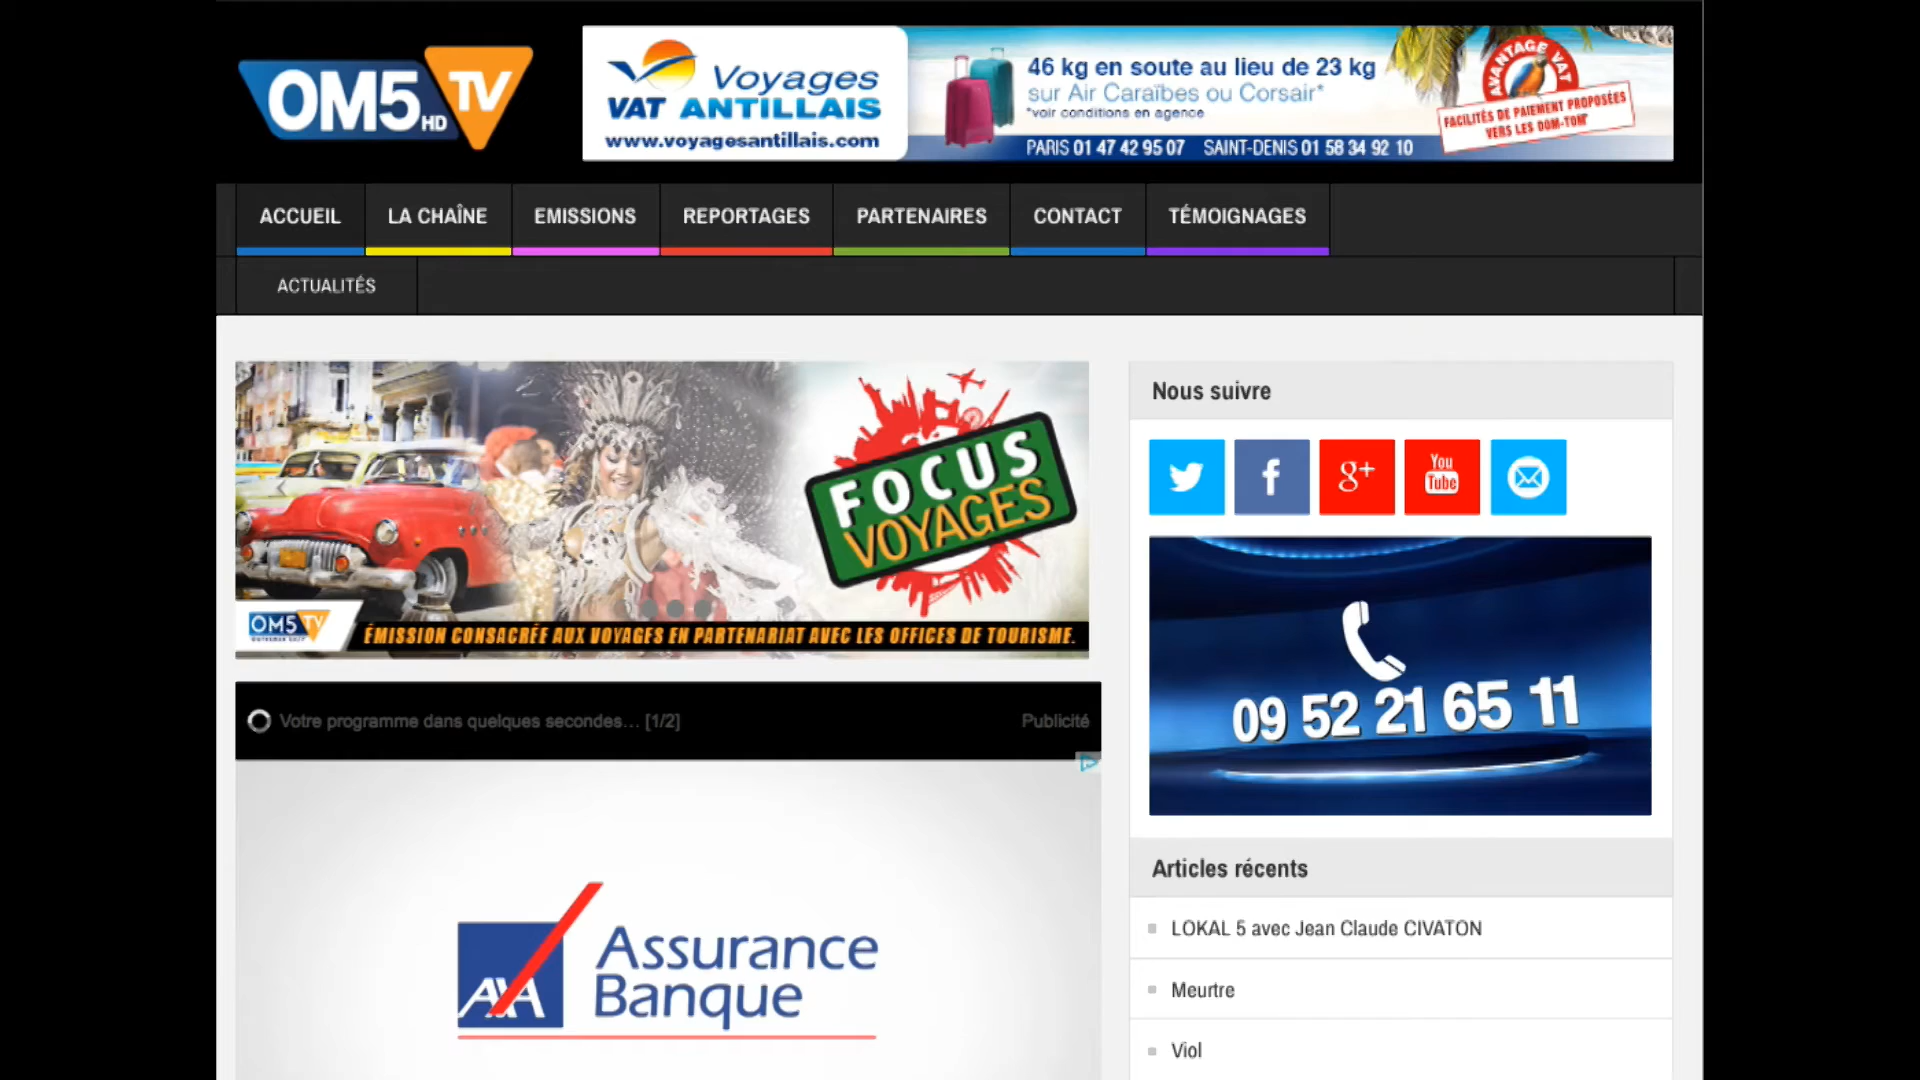 OM5 HD TV
Voyages
VAT ANTILLAIS
www.voyagesantillais.com
46 kg en soute au lieu de 23 kg
sur Air Caraïbes ou Corsair*
*voir conditions en agence
PARIS 01 47 42 95 07 SAINT-DENIS 01 58 34 92 10
AVANTAGE VAT
FACILITÉS DE PAIEMENT PROPOSÉES
VERS LES DOM-TOM*
ACCUEIL LA CHAÎNE EMISSIONS REPORTAGES PARTENAIRES CONTACT TÉMOIGNAGES
ACTUALITÉS
FOCUS
VOYAGES
OM5 TV
ÉMISSION CONSACRÉE AUX VOYAGES EN PARTENARIAT AVEC LES OFFICES DE TOURISME.
Votre programme dans quelques secondes... [1/2] Publicité
AXA
Assurance
Banque
Nous suivre
f g+ You Tube
09 52 21 65 11
Articles récents
LOKAL 5 avec Jean Claude CIVATON
Meurtre
Viol